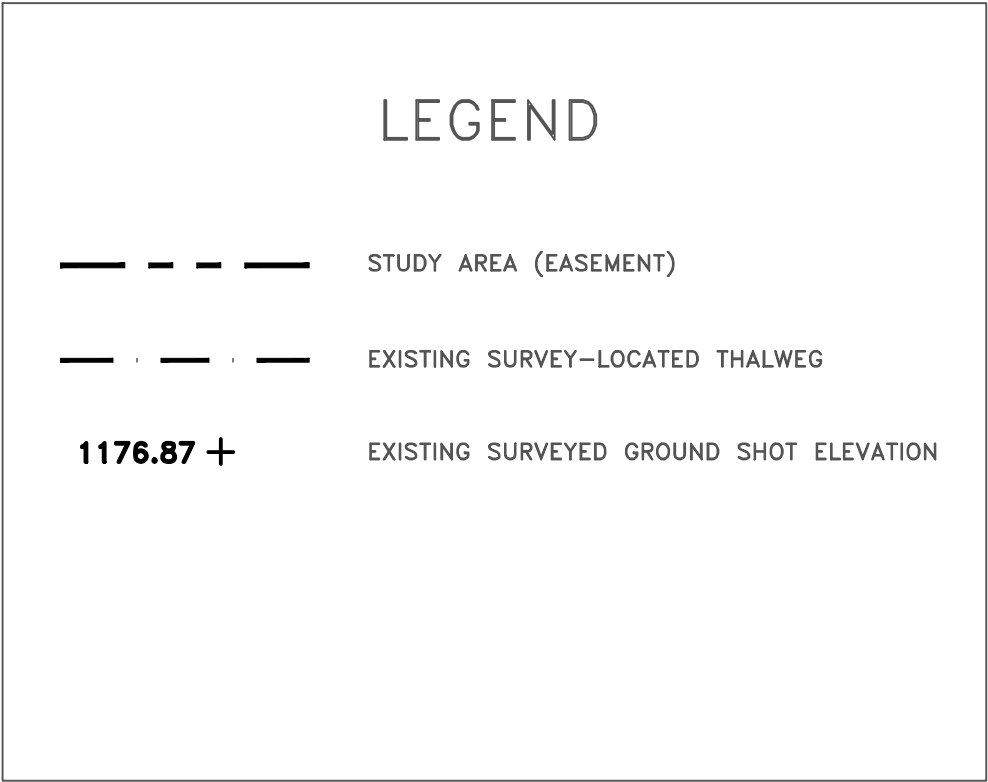 LEGEND
STUDY AREA (EASEMENT)
EXISTING SURVEY-LOCATED THALWEG
1176.87 EXISTING SURVEYED GROUND SHOT ELEVATION